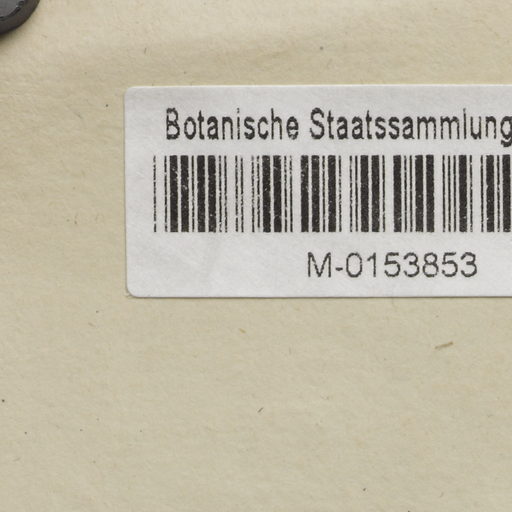 Botanische Staatssammlung
M-0153853